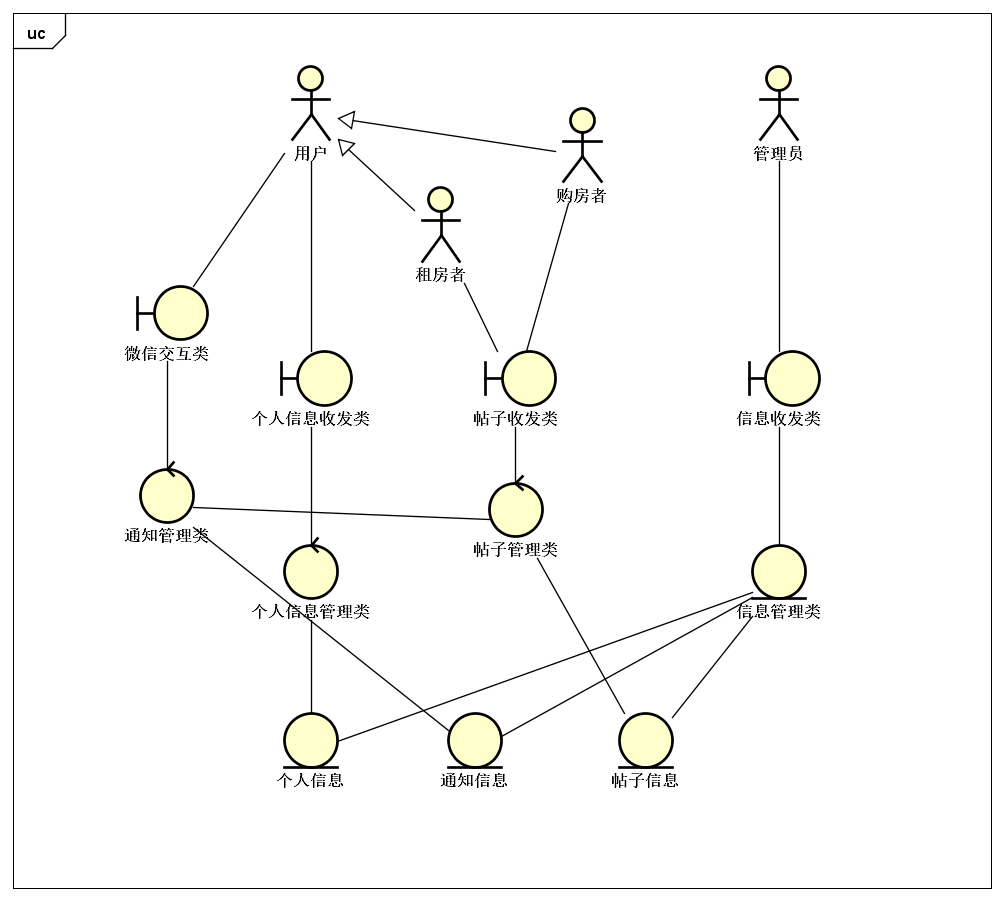 uc
用户
管理员
购房者
租房者
微信交互类
个人信息收发类
帖子收发类
信息收发类
通知管理类
帖子管理类
个人信息管理类
信息管理类
个人信息
通知信息
帖子信息